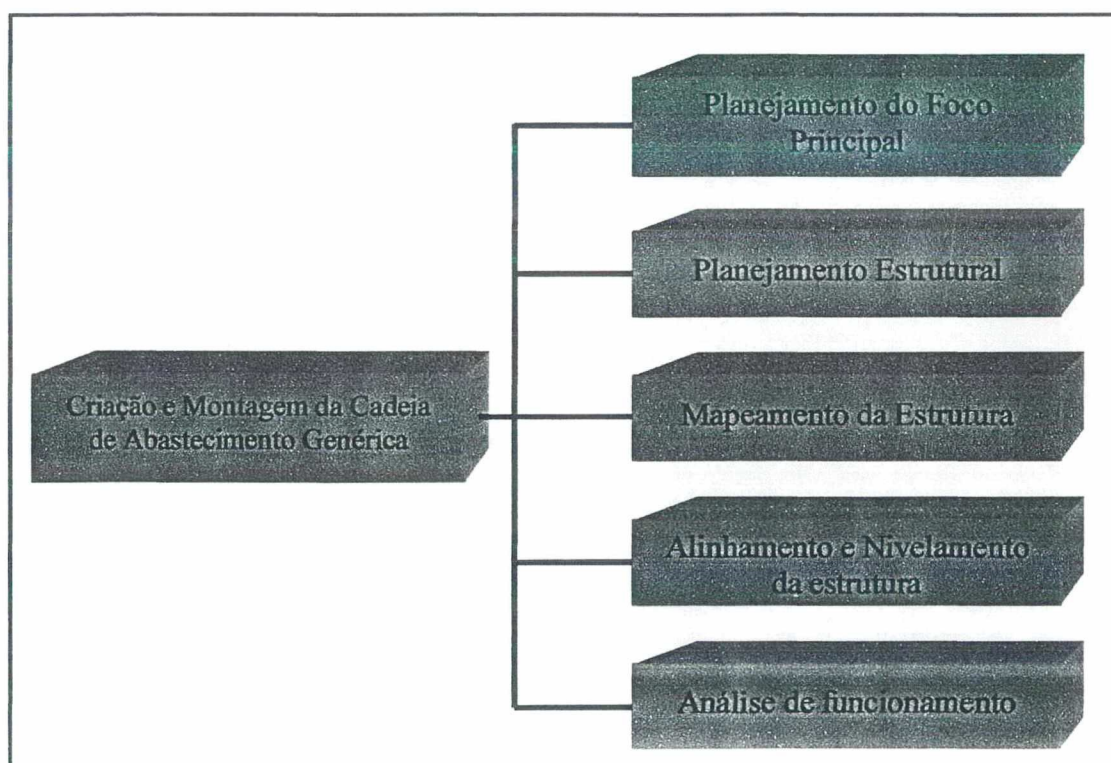 Planejamento do Foco
Principal
Planejamento Estrutural
Criação e Montagem da Cadeia
de Abastecimento Genérica
Mapeamento da Estrutura
Alinhamento e Nivelamento
da estrutura
Análise de funcionamento